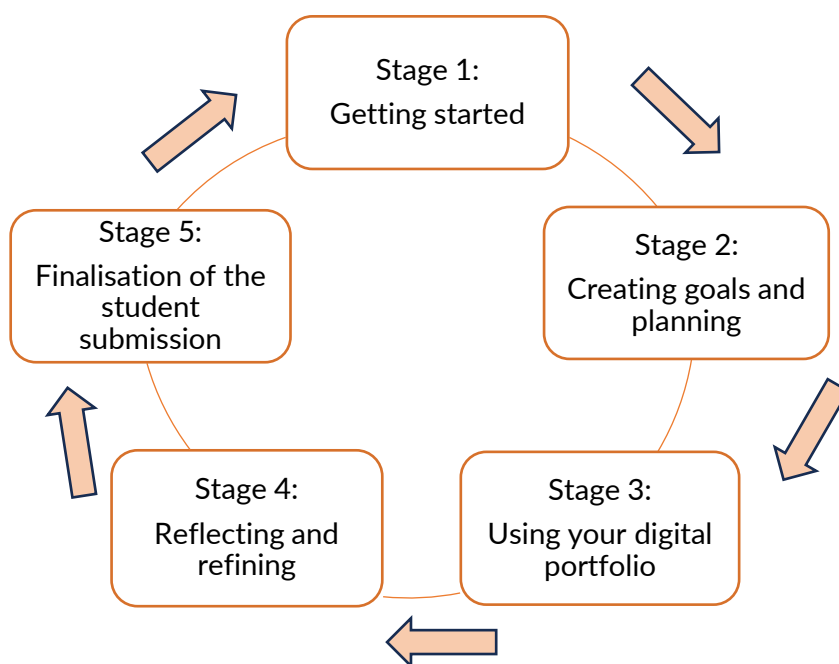 Stage 1:
Getting started
Stage 2:
Creating goals and
planning
Stage 3:
Using your digital
portfolio
Stage 4:
Reflecting and
refining
Stage 5:
Finalisation of the
student
submission